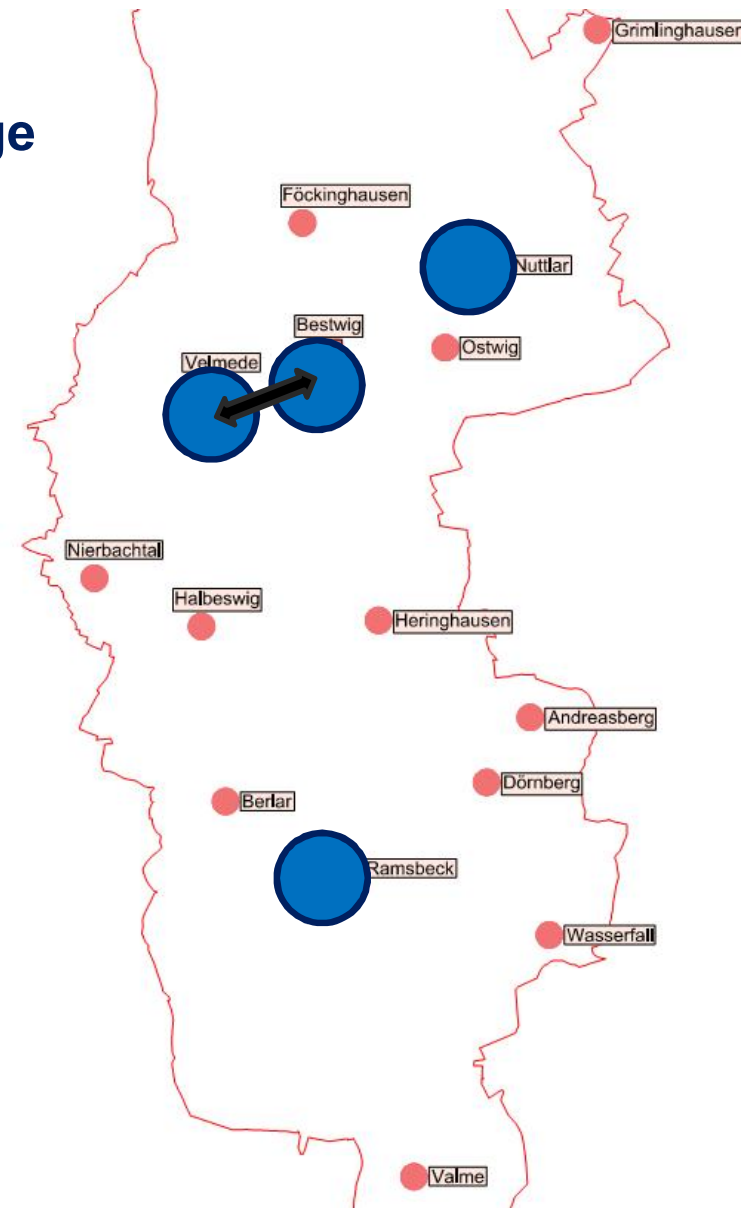 Grimlinghausen
ge
Föckinghausen
Nuttlar
Bestwig
Ostwig
Velmede
Nierbachtal
Halbeswig
Heringhausen
Andreasberg
Dörnberg
Berlar
Ramsbeck
Wasserfall
Valme